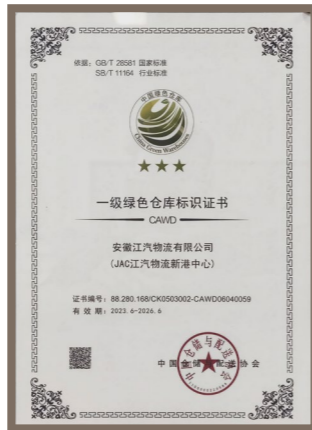 依据：GB/T 28581 国家标准
SB/T 11164 行业标准
中国绿色仓库
China Green Warehouse
一级绿色仓库标识证书
CAWD
安徽江汽物流有限公司
(JAC江汽物流新港中心)
证书编号：88.280.168/CK0503002-CAWD06040059
有 效 期：2023.6-2026.6
中国仓储与配送协会